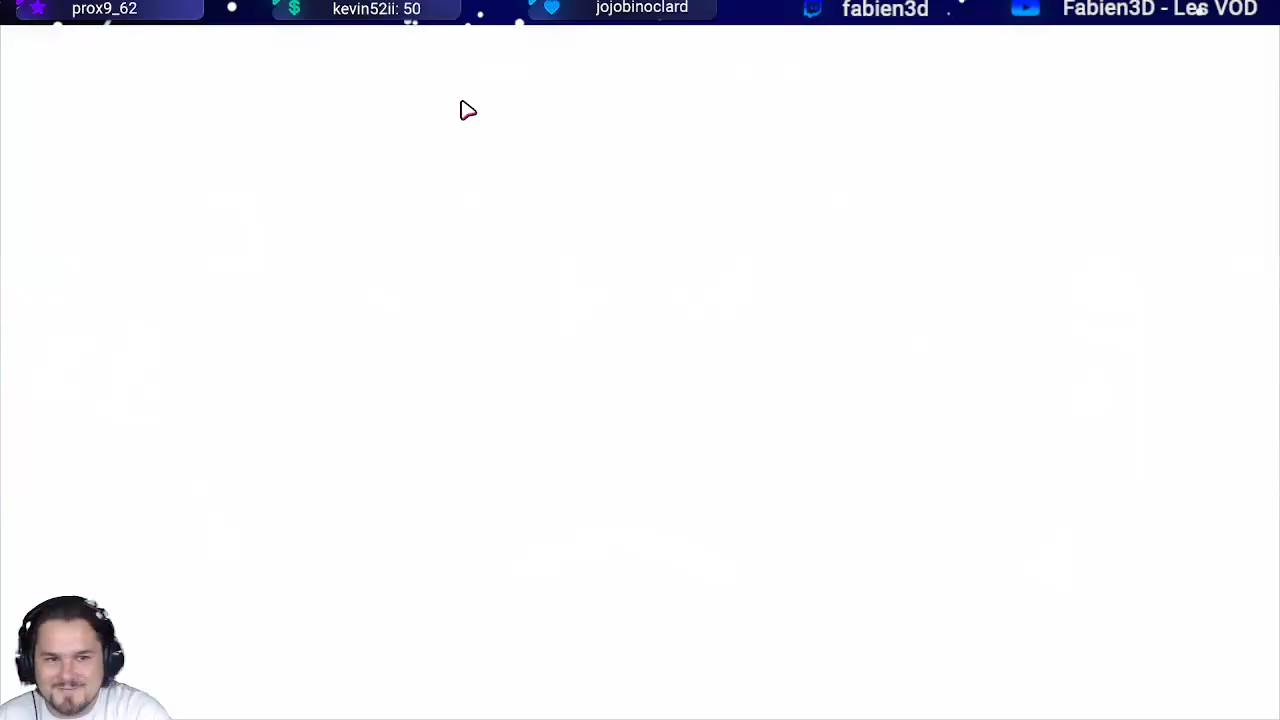 prox9_62
kevin52ii: 50
jojobinoclard
fabien3d
Fabien3D - Les VOD